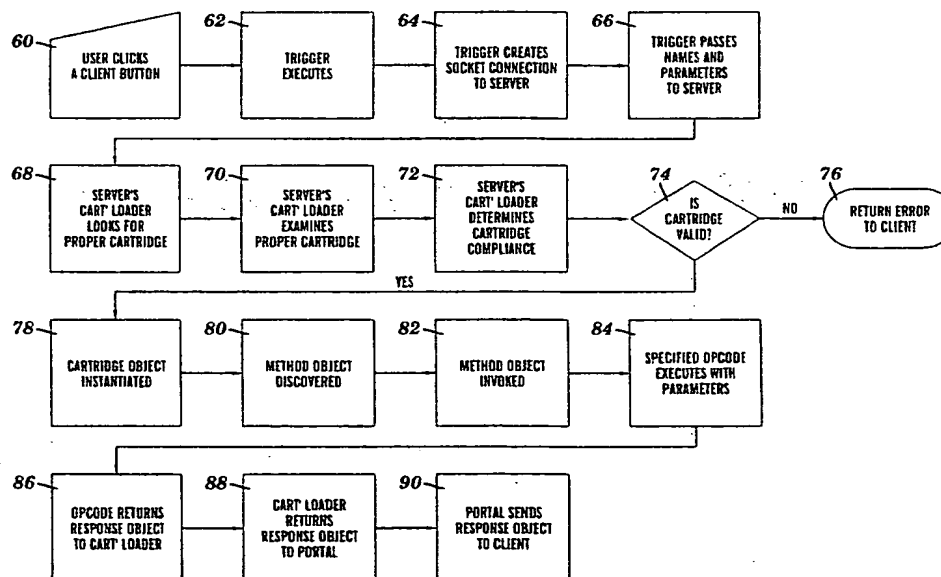 60
USER CLICKS
A CLIENT BUTTON
62
TRIGGER
EXECUTES
64
TRIGGER CREATES
SOCKET CONNECTION
TO SERVER
66
TRIGGER PASSES
NAMES AND
PARAMETERS
TO SERVER
68
SERVER'S
CART' LOADER
LOOKS FOR
PROPER CARTRIDGE
70
SERVER'S
CART' LOADER
EXAMINES
PROPER CARTRIDGE
72
SERVER'S
CART' LOADER
DETERMINES
CARTRIDGE
COMPLIANCE
74
IS
CARTRIDGE
VALID?
NO
76
RETURN ERROR
TO CLIENT
YES
78
CARTRIDGE OBJECT
INSTANTIATED
80
METHOD OBJECT
DISCOVERED
82
METHOD OBJECT
INVOKED
84
SPECIFIED OPCODE
EXECUTES WITH
PARAMETERS
86
OPCODE RETURNS
RESPONSE OBJECT
TO CART' LOADER
88
CART' LOADER
RETURNS
RESPONSE OBJECT
TO PORTAL
90
PORTAL SENDS
RESPONSE OBJECT
TO CLIENT